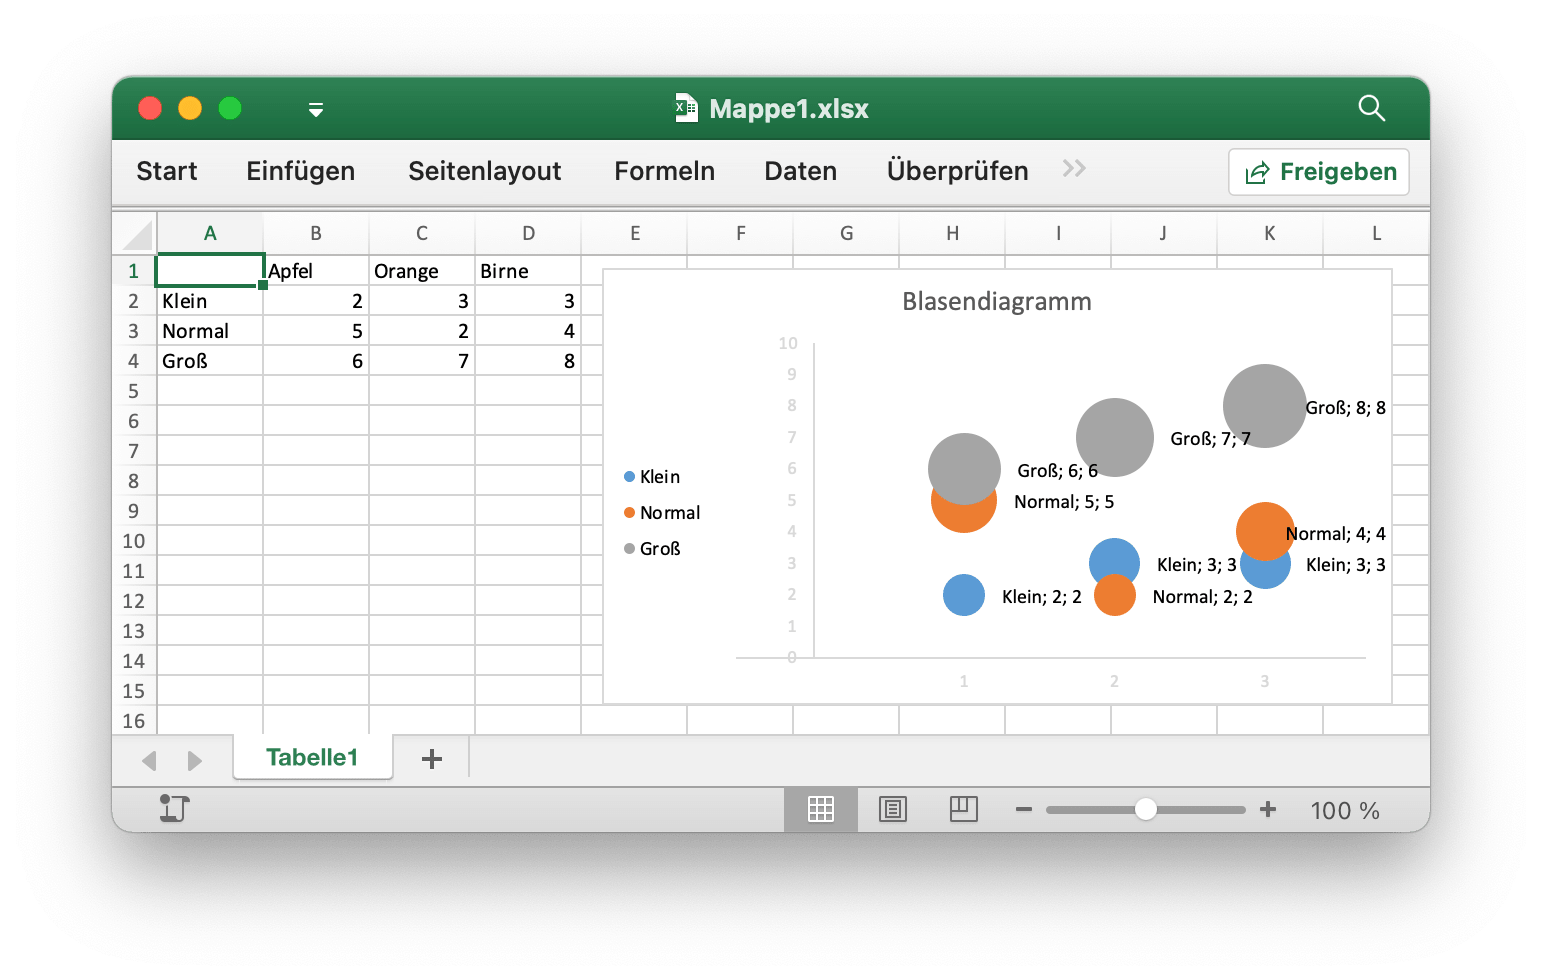 Mappe1.xlsx
Start Einfügen Seitenlayout Formeln Daten Überprüfen Freigeben
A B C D E F G H I J K L
1 Apfel Orange Birne
2 Klein 2 3 3
3 Normal 5 2 4
4 Groß 6 7 8
5
6
7
8
9
10
11
12
13
14
15
16
Blasendiagramm
10
9
8
7
6
5
4
3
2
1
0
1 2 3
Klein
Normal
Groß
Groß; 8; 8
Groß; 7; 7
Groß; 6; 6
Normal; 5; 5
Normal; 4; 4
Klein; 3; 3
Klein; 3; 3
Klein; 2; 2
Normal; 2; 2
Tabelle1
100 %